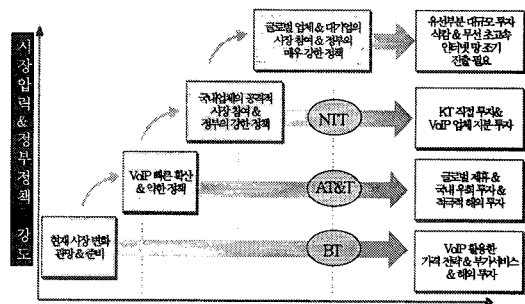 시장압력&정부정책 강도
글로벌 업체 & 대기업의
시장 참여 & 정부의
매우 강한 정책
유선부분 대규모 투자
삭감 & 무선 초고속
인터넷 망 조기
진출 필요
국내업체의 공격적
시장 참여 &
정부의 강한 정책
NTT
KT 직접 투자 &
VoIP 업체 지분 투자
VoIP 빠른 확산
& 약한 정책
AT&T
글로벌 제휴 &
국내 우회 투자 &
적극적 해외 투자
현재 시장 변화
관망 & 준비
BT
VoIP 활용한
가격 전략 & 부가서비스
& 해외 투자